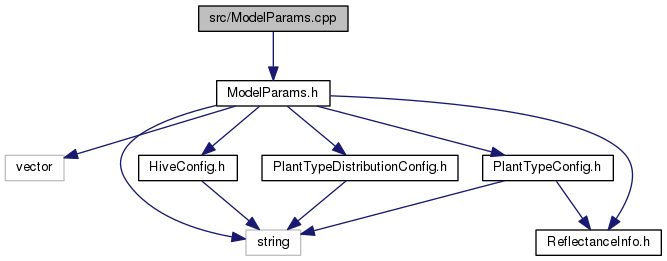 src/ModelParams.cpp
ModelParams.h
vector
HiveConfig.h
PlantTypeDistributionConfig.h
PlantTypeConfig.h
string
ReflectanceInfo.h